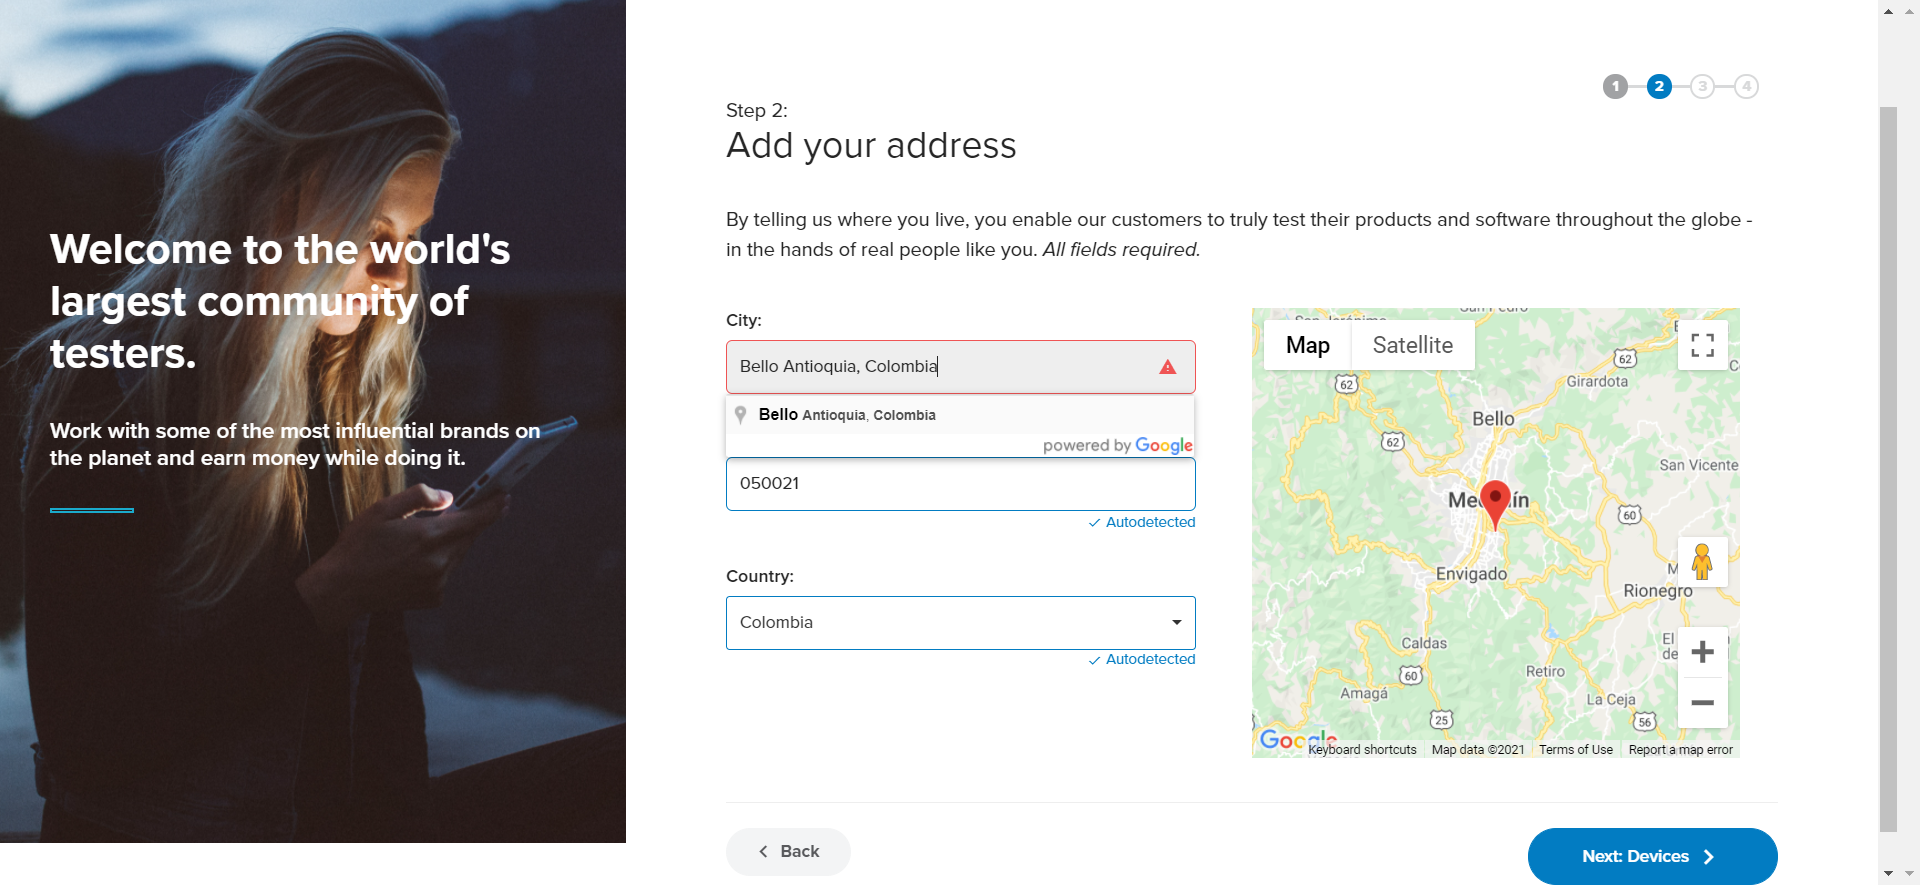 Welcome to the world's
largest community of
testers.
Work with some of the most influential brands on
the planet and earn money while doing it.
1 2 3 4
Step 2:
Add your address
By telling us where you live, you enable our customers to truly test their products and software throughout the globe -
in the hands of real people like you. All fields required.
City:
Bello Antioquia, Colombia
Bello Antioquia, Colombia
powered by Google
050021
Autodetected
Country:
Colombia
Autodetected
Map Satellite
62
Girardota
62
Bello
62
San Vicente
60
Envigado
Rionegro
Caldas
El
de
60
Retiro
Amagá
La Ceja
25
56
Google
Keyboard shortcuts Map data ©2021 Terms of Use Report a map error
Back
Next: Devices